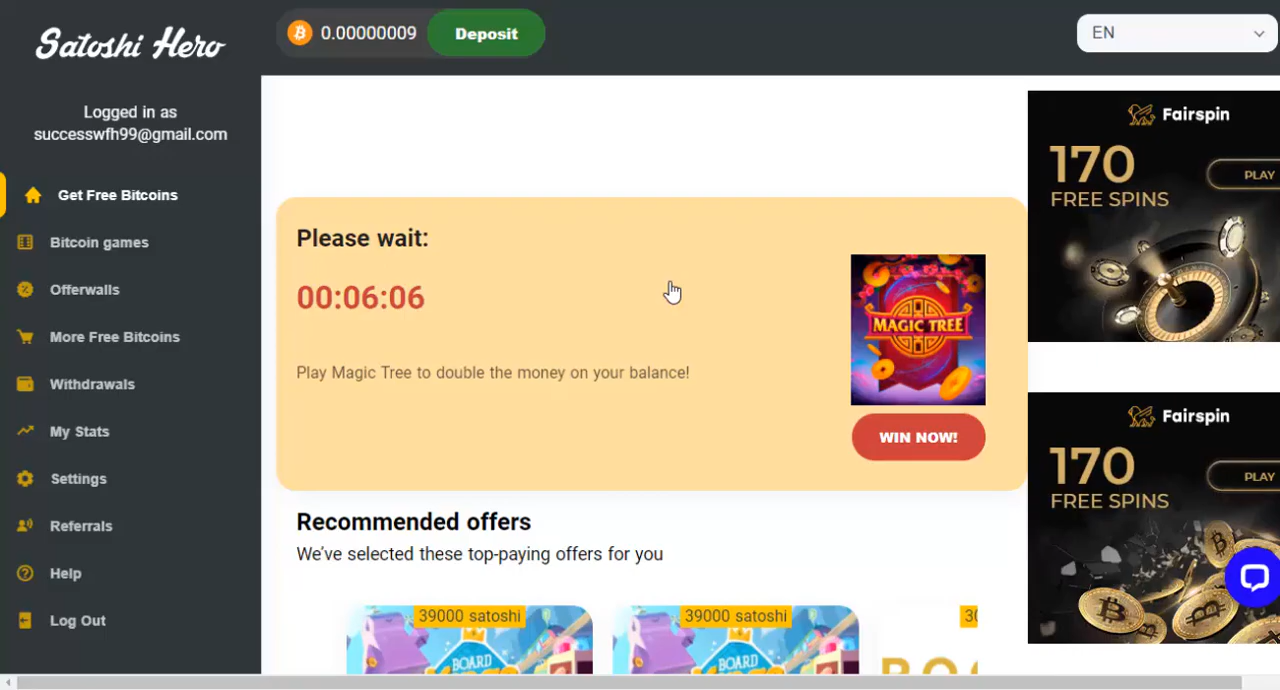 Satoshi Hero
0.00000009
Deposit
EN
Logged in as
successwfh99@gmail.com
Get Free Bitcoins
Bitcoin games
Offerwalls
More Free Bitcoins
Withdrawals
My Stats
Settings
Referrals
Help
Log Out
Please wait:
00:06:06
Play Magic Tree to double the money on your balance!
MAGIC TREE
WIN NOW!
Recommended offers
We've selected these top-paying offers for you
39000 satoshi
BOARD
39000 satoshi
BOARD
Fairspin
170
FREE SPINS
PLAY
Fairspin
170
FREE SPINS
PLAY